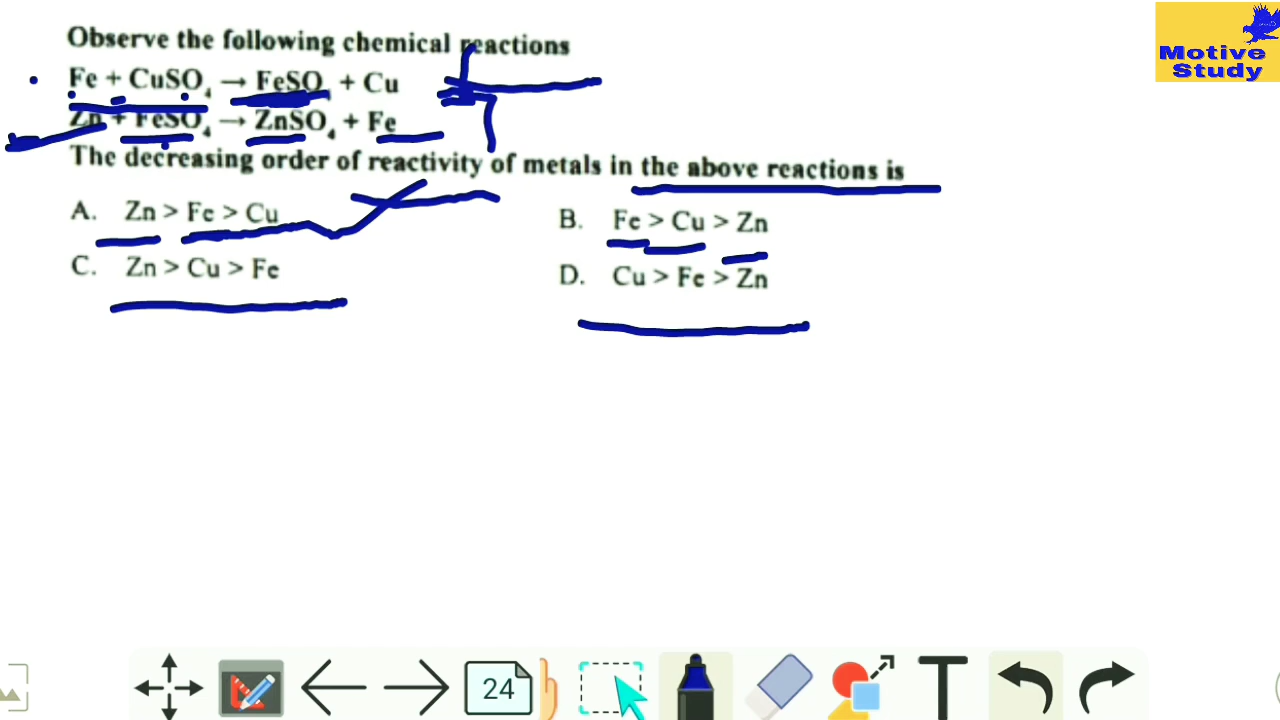 Motive
Study
Observe the following chemical reactions
Fe + CuSO₄ → FeSO₄ + Cu
Zn + FeSO₄ → ZnSO₄ + Fe
The decreasing order of reactivity of metals in the above reactions is
A. Zn > Fe > Cu
B. Fe > Cu > Zn
C. Zn > Cu > Fe
D. Cu > Fe > Zn
24
T